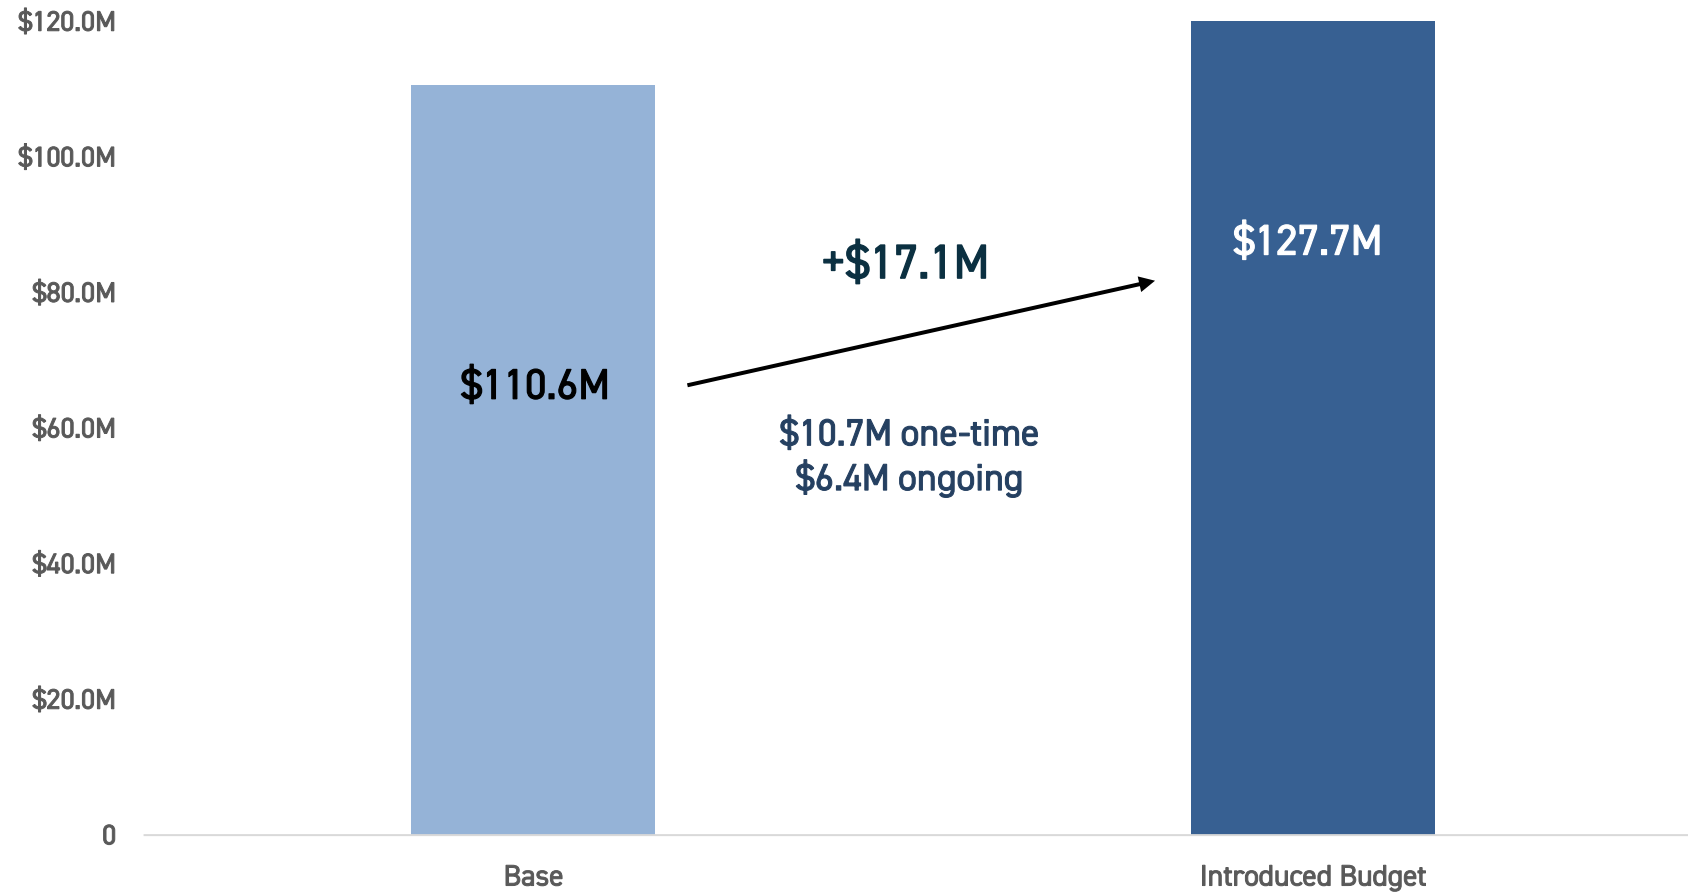 $120.0M
$100.0M
$80.0M
$60.0M
$40.0M
$20.0M
0
$110.6M
+$17.1M
$10.7M one-time
$6.4M ongoing
$127.7M
Base
Introduced Budget